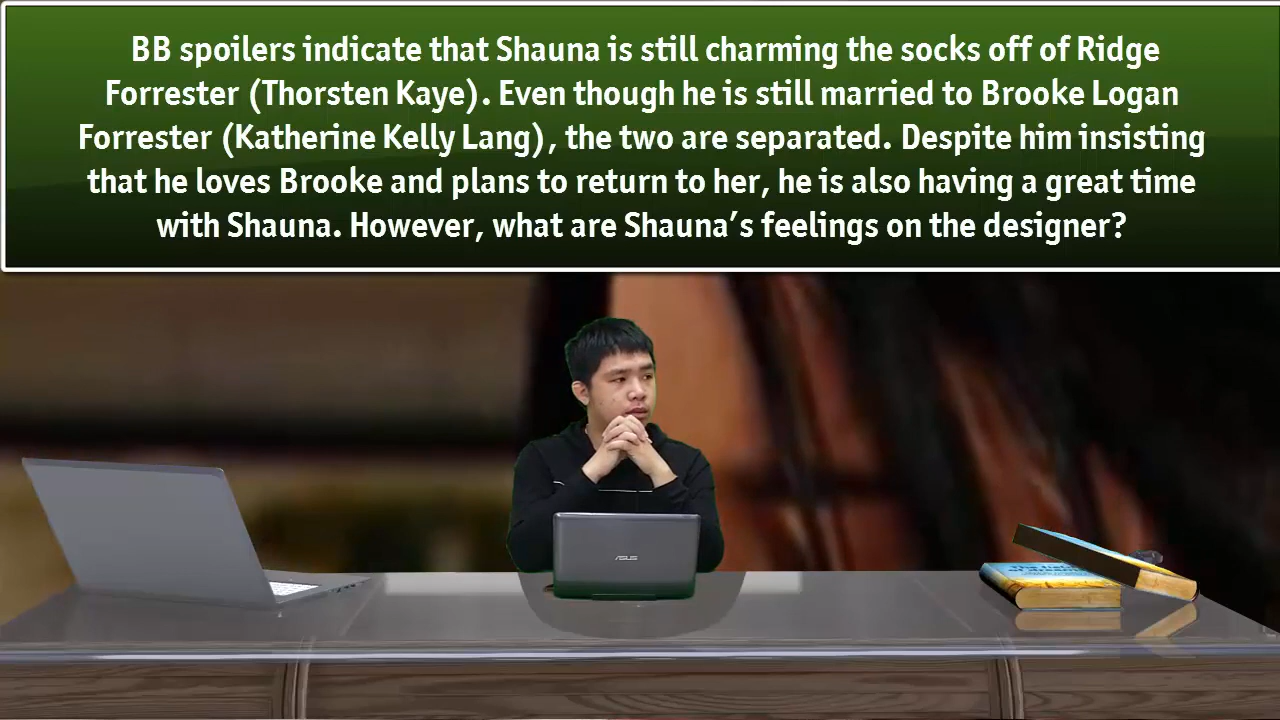 BB spoilers indicate that Shauna is still charming the socks off of Ridge
Forrester (Thorsten Kaye). Even though he is still married to Brooke Logan
Forrester (Katherine Kelly Lang), the two are separated. Despite him insisting
that he loves Brooke and plans to return to her, he is also having a great time
with Shauna. However, what are Shauna’s feelings on the designer?
ASUS